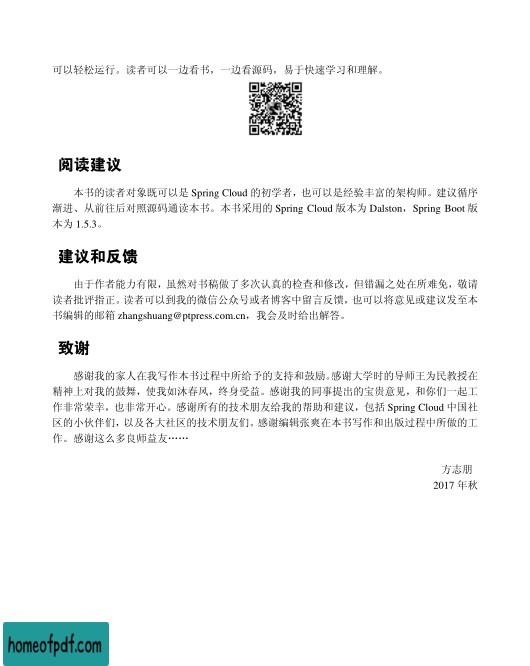 可以轻松运行。读者可以一边看书，一边看源码，易于快速学习和理解。
阅读建议
本书的读者对象既可以是 Spring Cloud 的初学者，也可以是经验丰富的架构师。建议循序
渐进、从前往后对照源码通读本书。本书采用的 Spring Cloud 版本为 Dalston，Spring Boot 版
本为 1.5.3。
建议和反馈
由于作者能力有限，虽然对书稿做了多次认真的检查和修改，但错漏之处在所难免，敬请
读者批评指正。读者可以到我的微信公众号或者博客中留言反馈，也可以将意见或建议发至本
书编辑的邮箱 zhangshuang@ptpress.com.cn，我会及时给出解答。
致谢
感谢我的家人在我写作本书过程中所给予的支持和鼓励。感谢大学时的导师王为民教授在
精神上对我的鼓舞，使我如沐春风，终身受益。感谢我的同事提出的宝贵意见，和你们一起工
作非常荣幸，也非常开心。感谢所有的技术朋友给我的帮助和建议，包括 Spring Cloud 中国社
区的小伙伴们，以及各大社区的技术朋友们。感谢编辑张爽在本书写作和出版过程中所做的工
作。感谢这么多良师益友……
方志朋
2017 年秋
homeofpdf.com